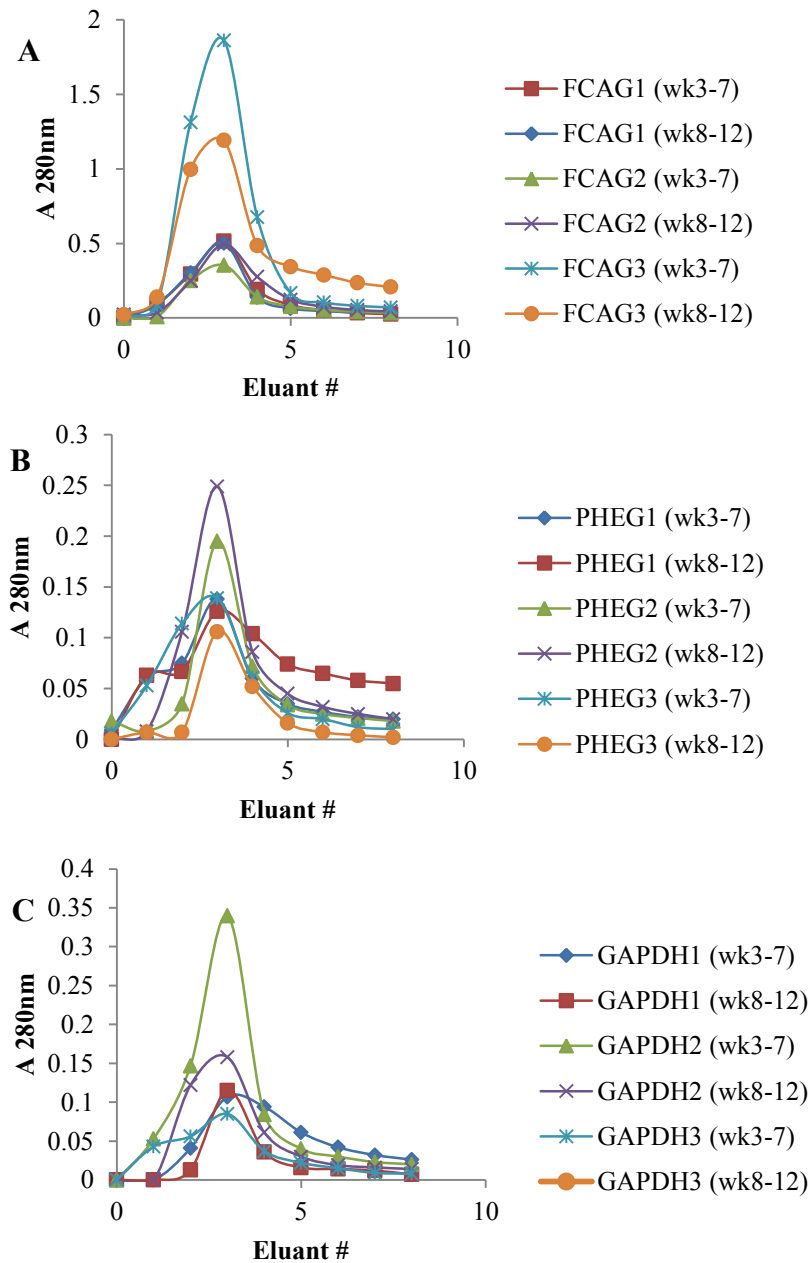 A
2
1.5
1
0.5
0
A 280nm
0
5
10
Eluant #
FCAG1 (wk3-7)
FCAG1 (wk8-12)
FCAG2 (wk3-7)
FCAG2 (wk8-12)
FCAG3 (wk3-7)
FCAG3 (wk8-12)
B
0.3
0.25
0.2
0.15
0.1
0.05
0
A 280nm
0
5
10
Eluant #
PHEG1 (wk3-7)
PHEG1 (wk8-12)
PHEG2 (wk3-7)
PHEG2 (wk8-12)
PHEG3 (wk3-7)
PHEG3 (wk8-12)
C
0.4
0.35
0.3
0.25
0.2
0.15
0.1
0.05
0
A 280nm
0
5
10
Eluant #
GAPDH1 (wk3-7)
GAPDH1 (wk8-12)
GAPDH2 (wk3-7)
GAPDH2 (wk8-12)
GAPDH3 (wk3-7)
GAPDH3 (wk8-12)